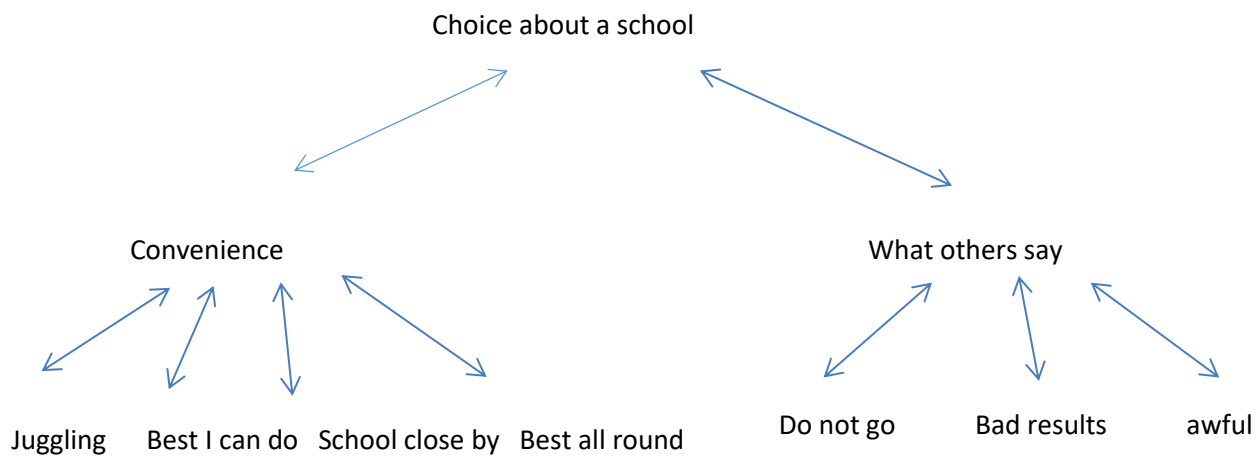 Choice about a school
Convenience What others say
Juggling Best I can do School close by Best all round Do not go Bad results awful